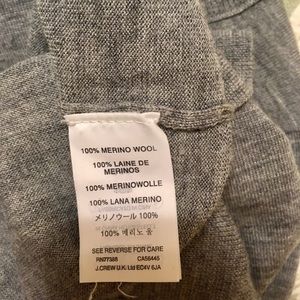 100% MERINO WOOL
100% LAINE DE
MERINOS
100% MERINOWOLLE
100% LANA MERINO
メリノウール 100%
100% 메리노 울
SEE REVERSE FOR CARE
RN77388 CA56445
J.CREW U.K. Ltd EC4V 6JA